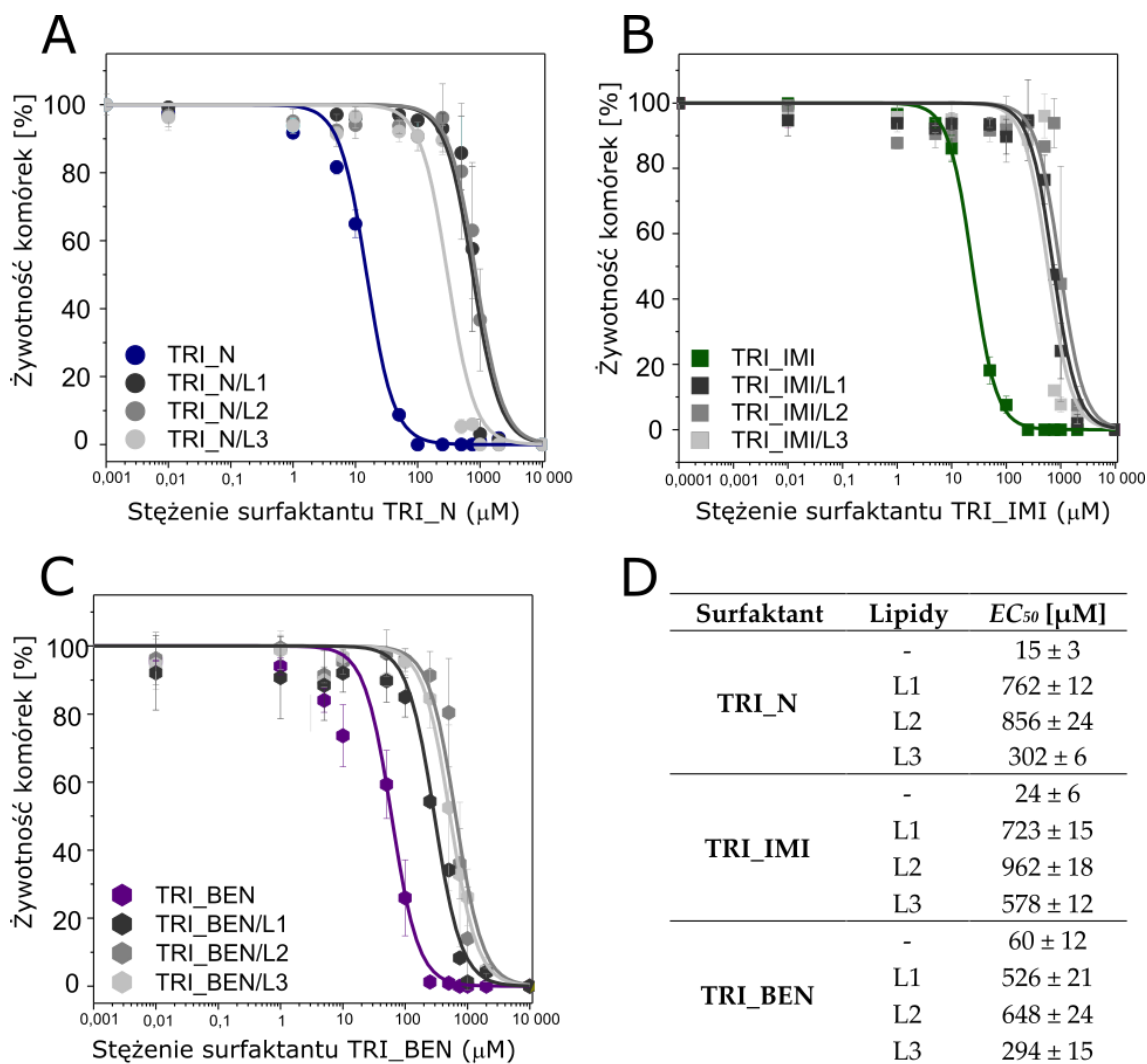 A
Żywotność komórek [%]
100
80
60
40
20
0
TRI_N
TRI_N/L1
TRI_N/L2
TRI_N/L3
0,001 0,01 0,1 1 10 100 1000 10 000
Stężenie surfaktantu TRI_N (μM)
B
Żywotność komórek [%]
100
80
60
40
20
0
TRI_IMI
TRI_IMI/L1
TRI_IMI/L2
TRI_IMI/L3
0,0001 0,001 0,01 0,1 1 10 100 1000 10 000
Stężenie surfaktantu TRI_IMI (μM)
C
Żywotność komórek [%]
100
80
60
40
20
0
TRI_BEN
TRI_BEN/L1
TRI_BEN/L2
TRI_BEN/L3
0,001 0,01 0,1 1 10 100 1000 10 000
Stężenie surfaktantu TRI_BEN (μM)
D
Surfaktant Lipidy EC50 [μM]
TRI_N
- 15 ± 3
L1 762 ± 12
L2 856 ± 24
L3 302 ± 6
TRI_IMI
- 24 ± 6
L1 723 ± 15
L2 962 ± 18
L3 578 ± 12
TRI_BEN
- 60 ± 12
L1 526 ± 21
L2 648 ± 24
L3 294 ± 15